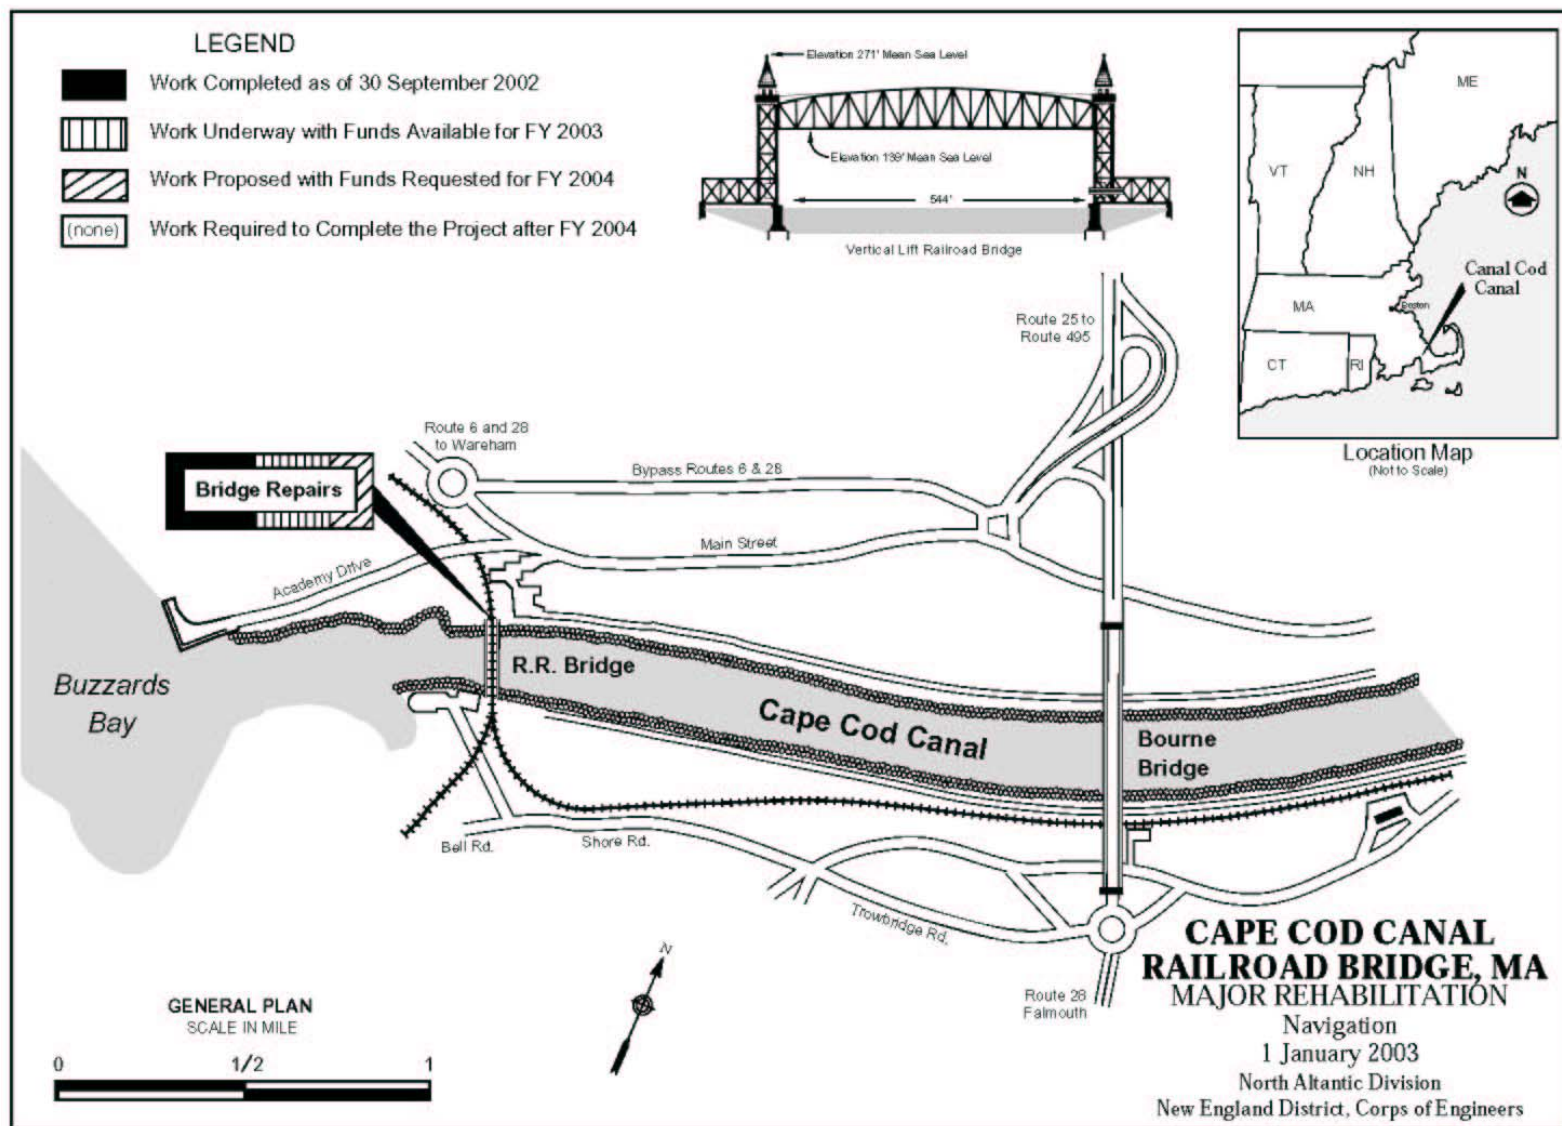 LEGEND
Work Completed as of 30 September 2002
Work Underway with Funds Available for FY 2003
Work Proposed with Funds Requested for FY 2004
(none) Work Required to Complete the Project after FY 2004
Elevation 271' Mean Sea Level
Elevation 139' Mean Sea Level
544'
Vertical Lift Railroad Bridge
ME
VT
NH
N
Canal Cod
Canal
MA
Boston
CT
RI
Location Map
(Not to Scale)
Route 25 to
Route 495
Route 6 and 28
to Wareham
Bypass Routes 6 & 28
Bridge Repairs
Main Street
Academy Drive
R.R. Bridge
Buzzards
Bay
Cape Cod Canal
Bourne
Bridge
Bell Rd.
Shore Rd.
Trowbridge Rd.
N
Route 28
Falmouth
GENERAL PLAN
SCALE IN MILE
0 1/2 1
CAPE COD CANAL
RAILROAD BRIDGE, MA
MAJOR REHABILITATION
Navigation
1 January 2003
North Altantic Division
New England District, Corps of Engineers